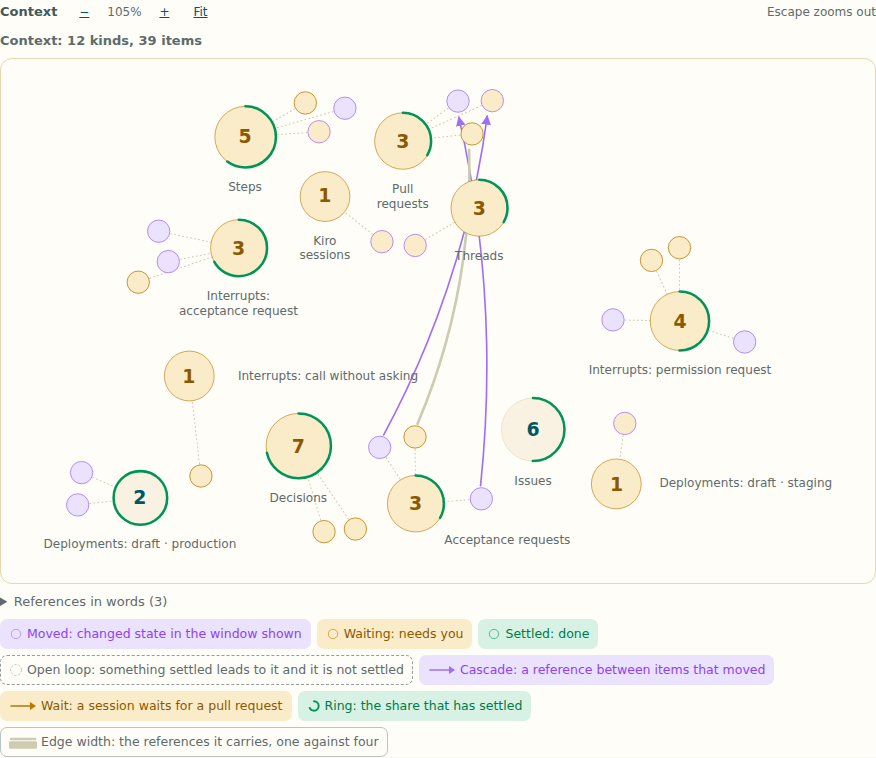 Context − 105% + Fit Escape zooms out
Context: 12 kinds, 39 items
5
Steps
3
Pull
requests
1
Kiro
sessions
3
Threads
3
Interrupts:
acceptance request
4
Interrupts: permission request
1
Interrupts: call without asking
7
Decisions
6
Issues
1
Deployments: draft · staging
2
Deployments: draft · production
3
Acceptance requests
References in words (3)
Moved: changed state in the window shown
Waiting: needs you
Settled: done
Open loop: something settled leads to it and it is not settled
Cascade: a reference between items that moved
Wait: a session waits for a pull request
Ring: the share that has settled
Edge width: the references it carries, one against four